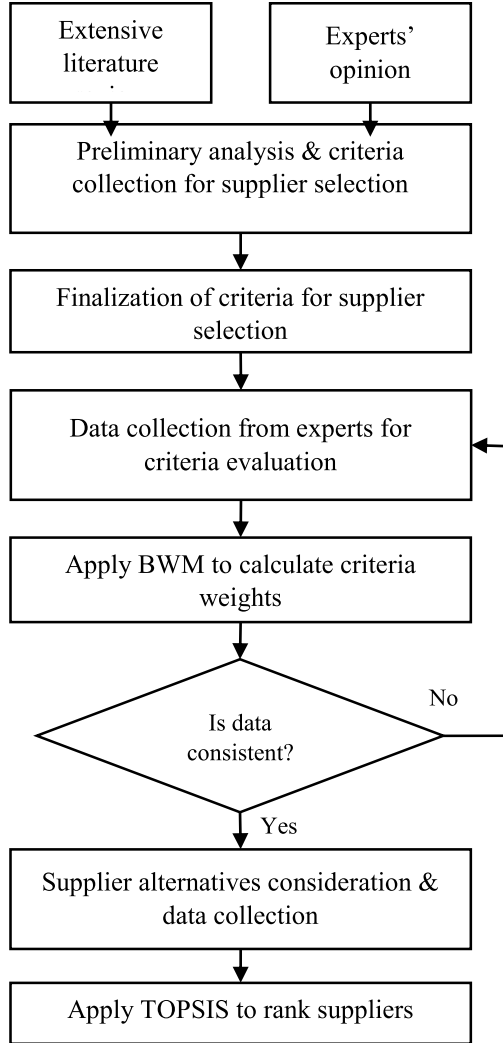 Extensive
literature
Experts’
opinion
Preliminary analysis & criteria
collection for supplier selection
Finalization of criteria for supplier
selection
Data collection from experts for
criteria evaluation
Apply BWM to calculate criteria
weights
Is data
consistent?
No
Yes
Supplier alternatives consideration &
data collection
Apply TOPSIS to rank suppliers